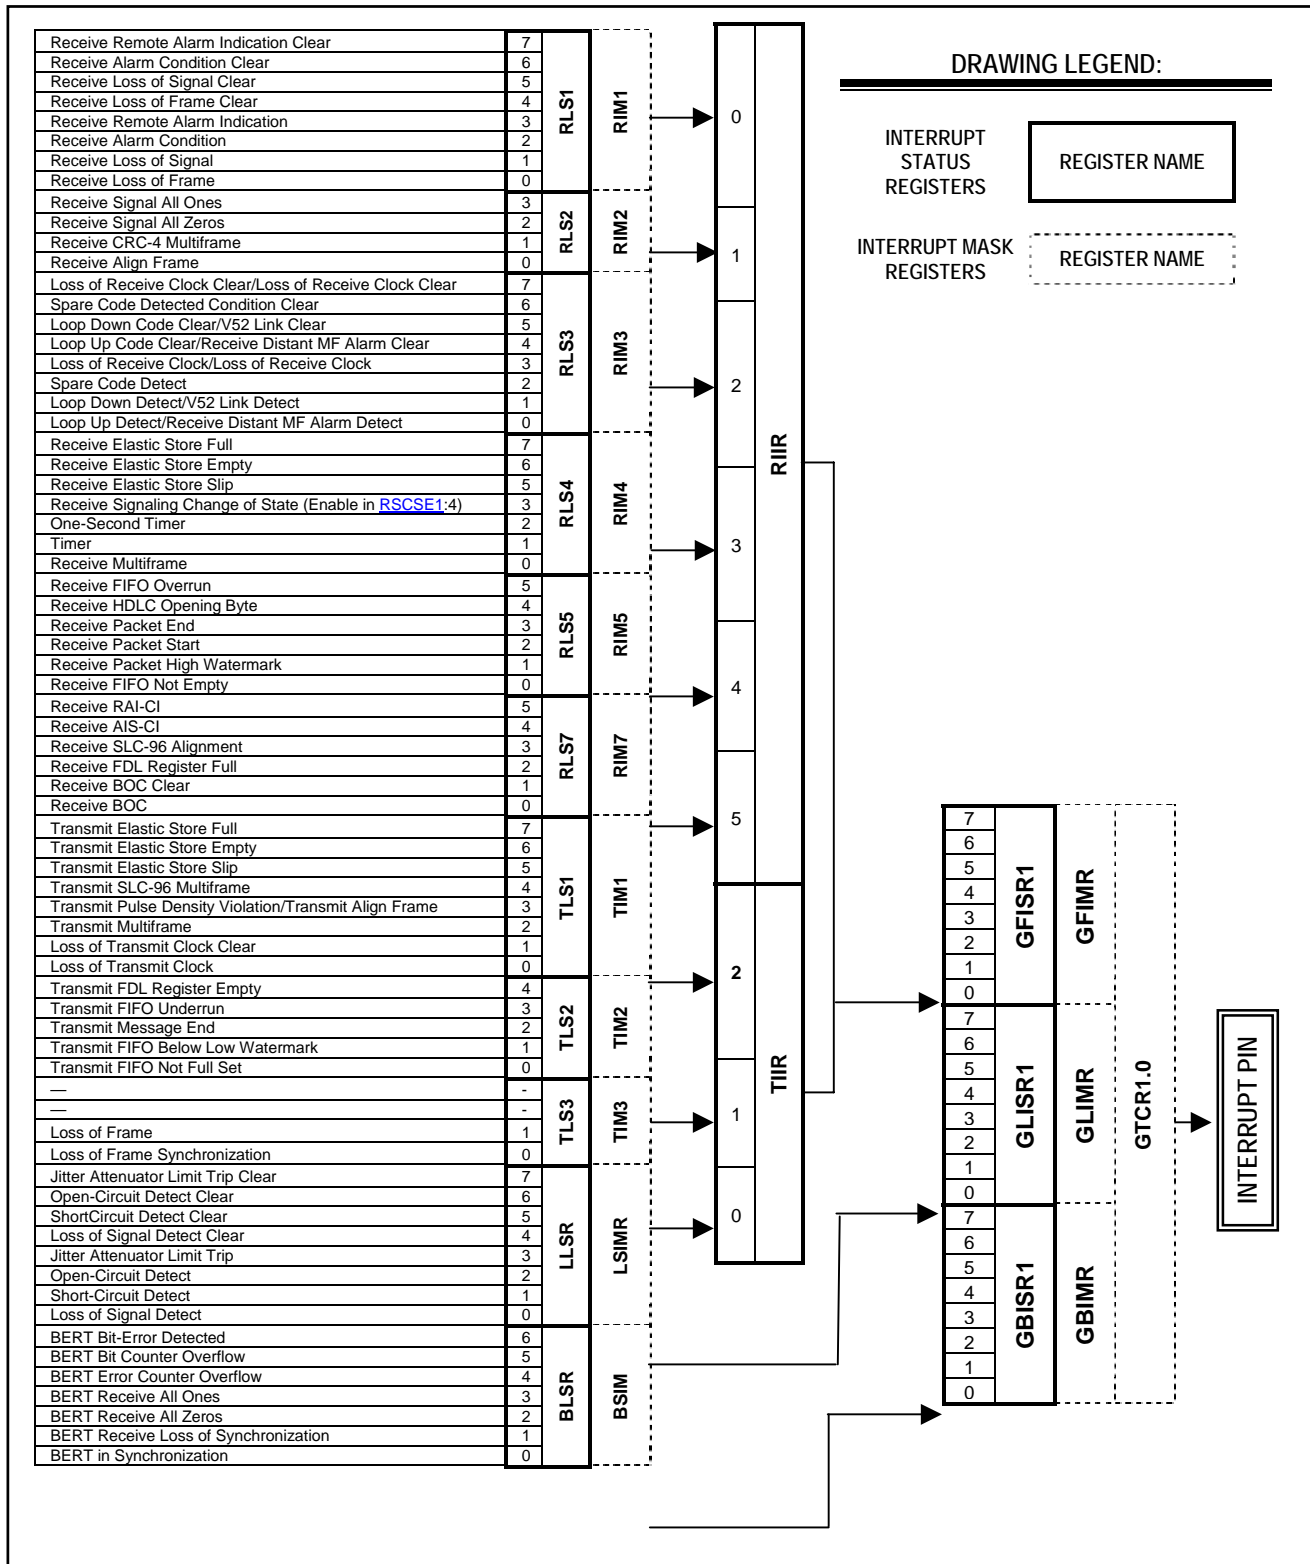 Receive Remote Alarm Indication Clear 7
Receive Alarm Condition Clear 6
Receive Loss of Signal Clear 5
Receive Loss of Frame Clear 4
Receive Remote Alarm Indication 3
Receive Alarm Condition 2
Receive Loss of Signal 1
Receive Loss of Frame 0
RLS1
RIM1
Receive Signal All Ones 3
Receive Signal All Zeros 2
Receive CRC-4 Multiframe 1
Receive Align Frame 0
RLS2
RIM2
Loss of Receive Clock Clear/Loss of Receive Clock Clear 7
Spare Code Detected Condition Clear 6
Loop Down Code Clear/V52 Link Clear 5
Loop Up Code Clear/Receive Distant MF Alarm Clear 4
Loss of Receive Clock/Loss of Receive Clock 3
Spare Code Detect 2
Loop Down Detect/V52 Link Detect 1
Loop Up Detect/Receive Distant MF Alarm Detect 0
RLS3
RIM3
Receive Elastic Store Full 7
Receive Elastic Store Empty 6
Receive Elastic Store Slip 5
Receive Signaling Change of State (Enable in RSCSE1:4) 3
One-Second Timer 2
Timer 1
Receive Multiframe 0
RLS4
RIM4
Receive FIFO Overrun 5
Receive HDLC Opening Byte 4
Receive Packet End 3
Receive Packet Start 2
Receive Packet High Watermark 1
Receive FIFO Not Empty 0
RLS5
RIM5
Receive RAI-CI 5
Receive AIS-CI 4
Receive SLC-96 Alignment 3
Receive FDL Register Full 2
Receive BOC Clear 1
Receive BOC 0
RLS7
RIM7
Transmit Elastic Store Full 7
Transmit Elastic Store Empty 6
Transmit Elastic Store Slip 5
Transmit SLC-96 Multiframe 4
Transmit Pulse Density Violation/Transmit Align Frame 3
Transmit Multiframe 2
Loss of Transmit Clock Clear 1
Loss of Transmit Clock 0
TLS1
TIM1
Transmit FDL Register Empty 4
Transmit FIFO Underrun 3
Transmit Message End 2
Transmit FIFO Below Low Watermark 1
Transmit FIFO Not Full Set 0
TLS2
TIM2
— -
— -
Loss of Frame 1
Loss of Frame Synchronization 0
TLS3
TIM3
Jitter Attenuator Limit Trip Clear 7
Open-Circuit Detect Clear 6
ShortCircuit Detect Clear 5
Loss of Signal Detect Clear 4
Jitter Attenuator Limit Trip 3
Open-Circuit Detect 2
Short-Circuit Detect 1
Loss of Signal Detect 0
LLSR
LSIMR
BERT Bit-Error Detected 6
BERT Bit Counter Overflow 5
BERT Error Counter Overflow 4
BERT Receive All Ones 3
BERT Receive All Zeros 2
BERT Receive Loss of Synchronization 1
BERT in Synchronization 0
BLSR
BSIM
0
1
2
3
4
5
RIIR
2
1
0
TIIR
DRAWING LEGEND:
INTERRUPT
STATUS
REGISTERS
REGISTER NAME
INTERRUPT MASK
REGISTERS
REGISTER NAME
7
6
5
4
3
2
1
0
GFISR1
GFIMR
7
6
5
4
3
2
1
0
GLISR1
GLIMR
7
6
5
4
3
2
1
0
GBISR1
GBIMR
GTCR1.0
INTERRUPT PIN